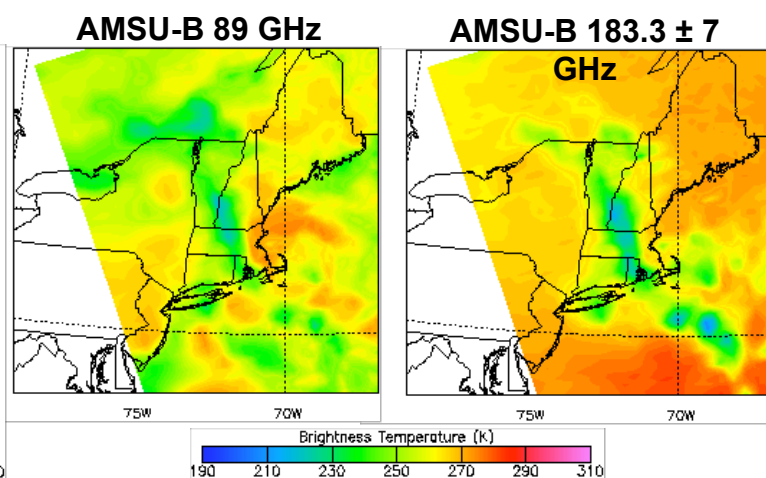 AMSU-B 89 GHz
AMSU-B 183.3 ± 7
GHz
75W 70W
75W 70W
Brightness Temperature (K)
190 210 230 250 270 290 310
0